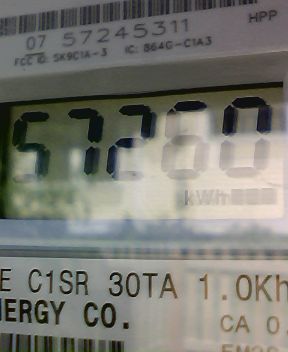 HPP
07 57245311
FCC ID: SK9C1A-3 IC: 864G-C1A3
57260
kWh
E C1SR 30TA 1.0Kh
NERGY CO.
CA 0.